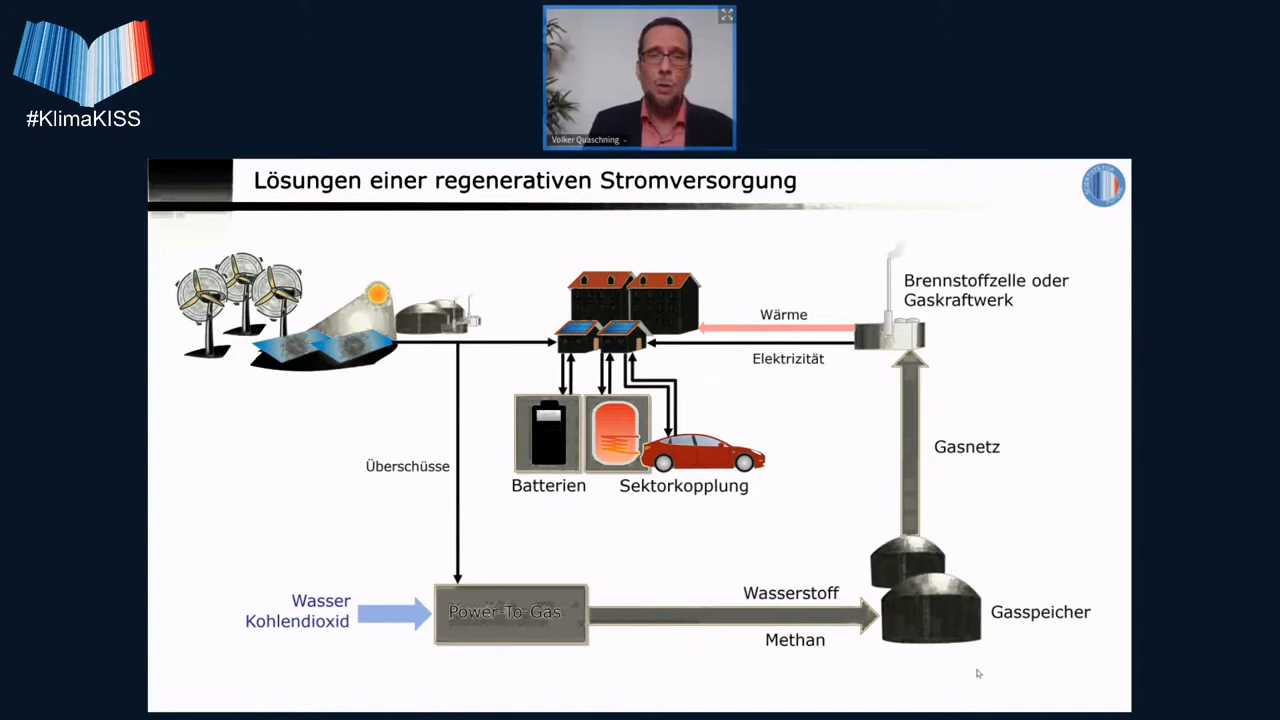 #KlimaKISS
Volker Quaschning
Lösungen einer regenerativen Stromversorgung
Brennstoffzelle oder
Gaskraftwerk
Wärme
Elektrizität
Gasnetz
Überschüsse
Batterien
Sektorkopplung
Wasser
Kohlendioxid
Power-To-Gas
Wasserstoff
Methan
Gasspeicher